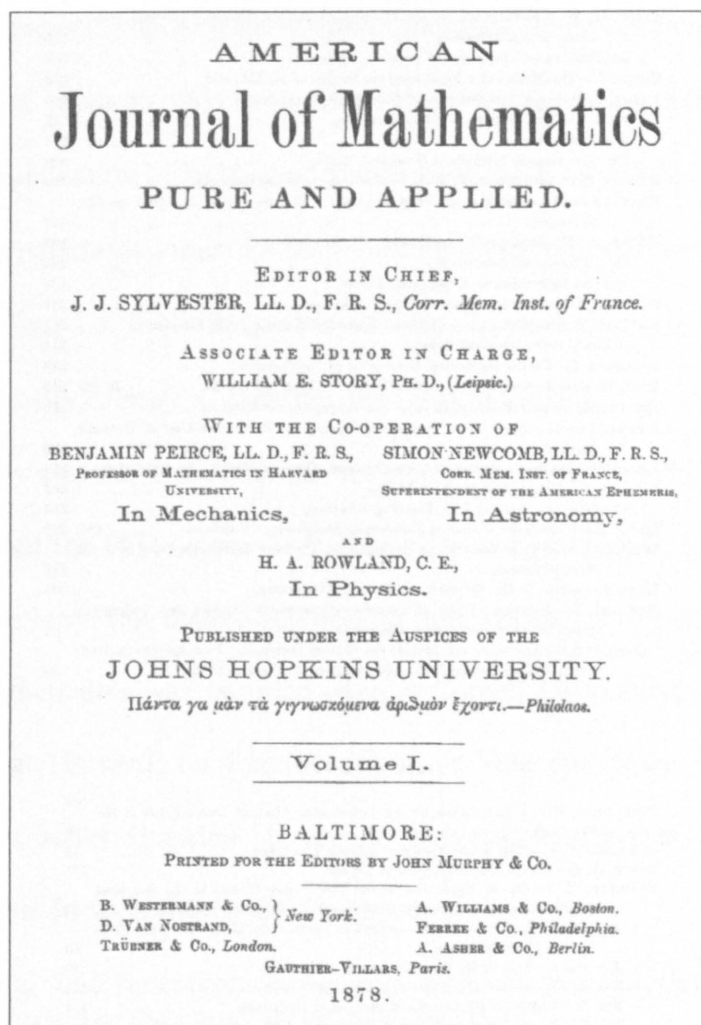 AMERICAN
Journal of Mathematics
PURE AND APPLIED.
EDITOR IN CHIEF,
J. J. SYLVESTER, LL. D., F. R. S., Corr. Mem. Inst. of France.
ASSOCIATE EDITOR IN CHARGE,
WILLIAM E. STORY, PH. D., (Leipsic.)
WITH THE CO-OPERATION OF
BENJAMIN PEIRCE, LL. D., F. R. S., SIMON NEWCOMB, LL. D., F. R. S.,
PROFESSOR OF MATHEMATICS IN HARVARD CORR. MEM. INST. OF FRANCE,
UNIVERSITY, SUPERINTENDENT OF THE AMERICAN EPHEMERIS,
In Mechanics, In Astronomy,
AND
H. A. ROWLAND, C. E.,
In Physics.
PUBLISHED UNDER THE AUSPICES OF THE
JOHNS HOPKINS UNIVERSITY.
Πάντα γα μὰν τὰ γιγνωσκόμενα ἀριθμὸν ἔχοντι.—Philolaos.
Volume I.
BALTIMORE:
PRINTED FOR THE EDITORS BY JOHN MURPHY & CO.
B. WESTERMANN & CO., } New York. A. WILLIAMS & CO., Boston.
D. VAN NOSTRAND, FERREE & CO., Philadelphia.
TRÜBNER & CO., London. A. ASHER & CO., Berlin.
GAUTHIER-VILLARS, Paris.
1878.